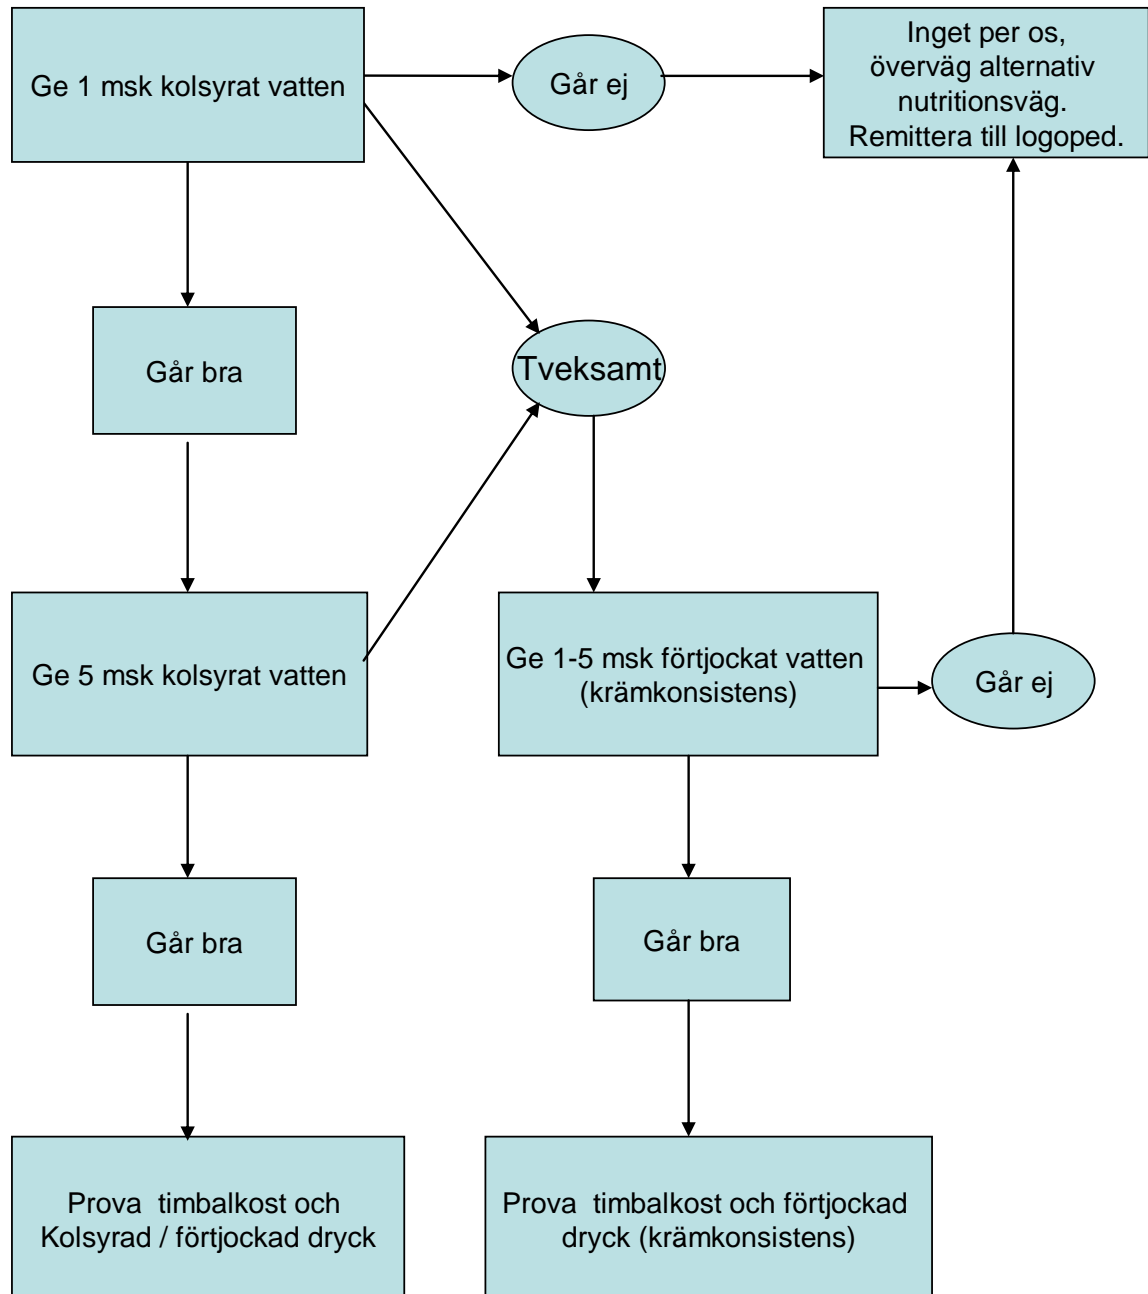 Ge 1 msk kolsyrat vatten
Går ej
Inget per os,
överväg alternativ
nutritionsväg.
Remittera till logoped.
Går bra
Tveksamt
Ge 5 msk kolsyrat vatten
Ge 1-5 msk förtjockat vatten
(krämkonsistens)
Går ej
Går bra
Går bra
Prova timbalkost och
Kolsyrad / förtjockad dryck
Prova timbalkost och förtjockad
dryck (krämkonsistens)